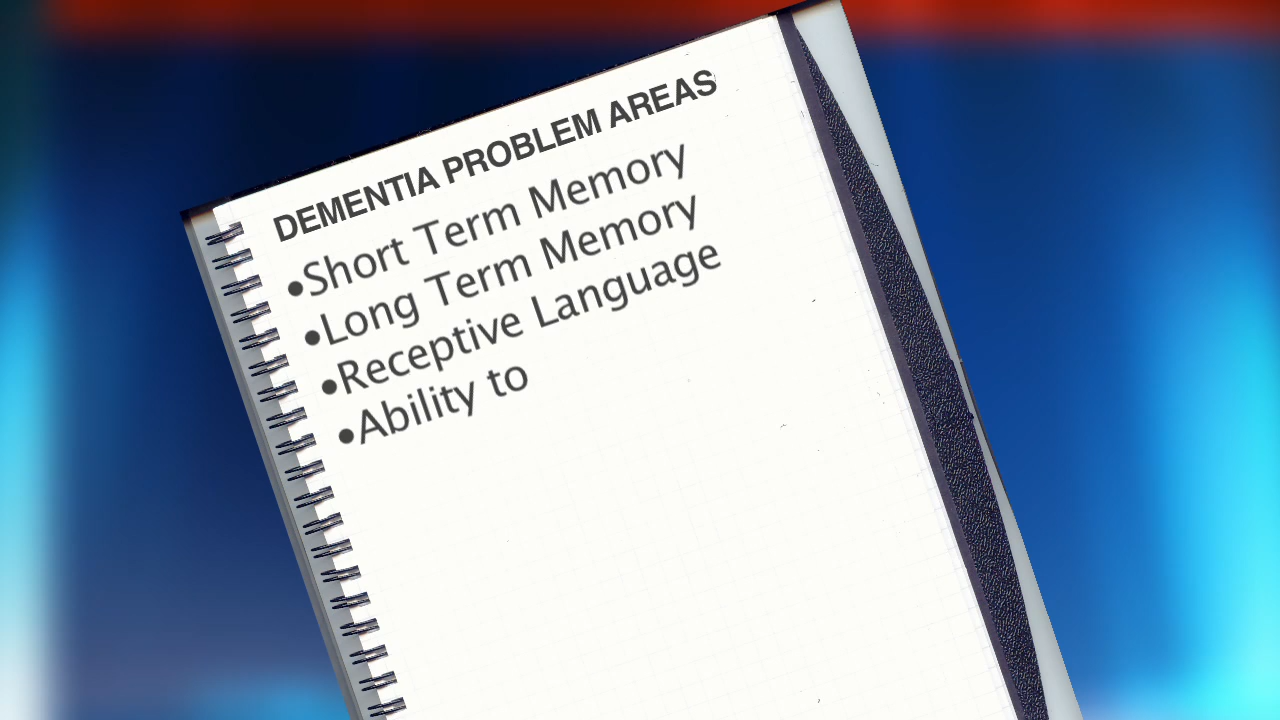 DEMENTIA PROBLEM AREAS
•Short Term Memory
•Long Term Memory
•Receptive Language
•Ability to